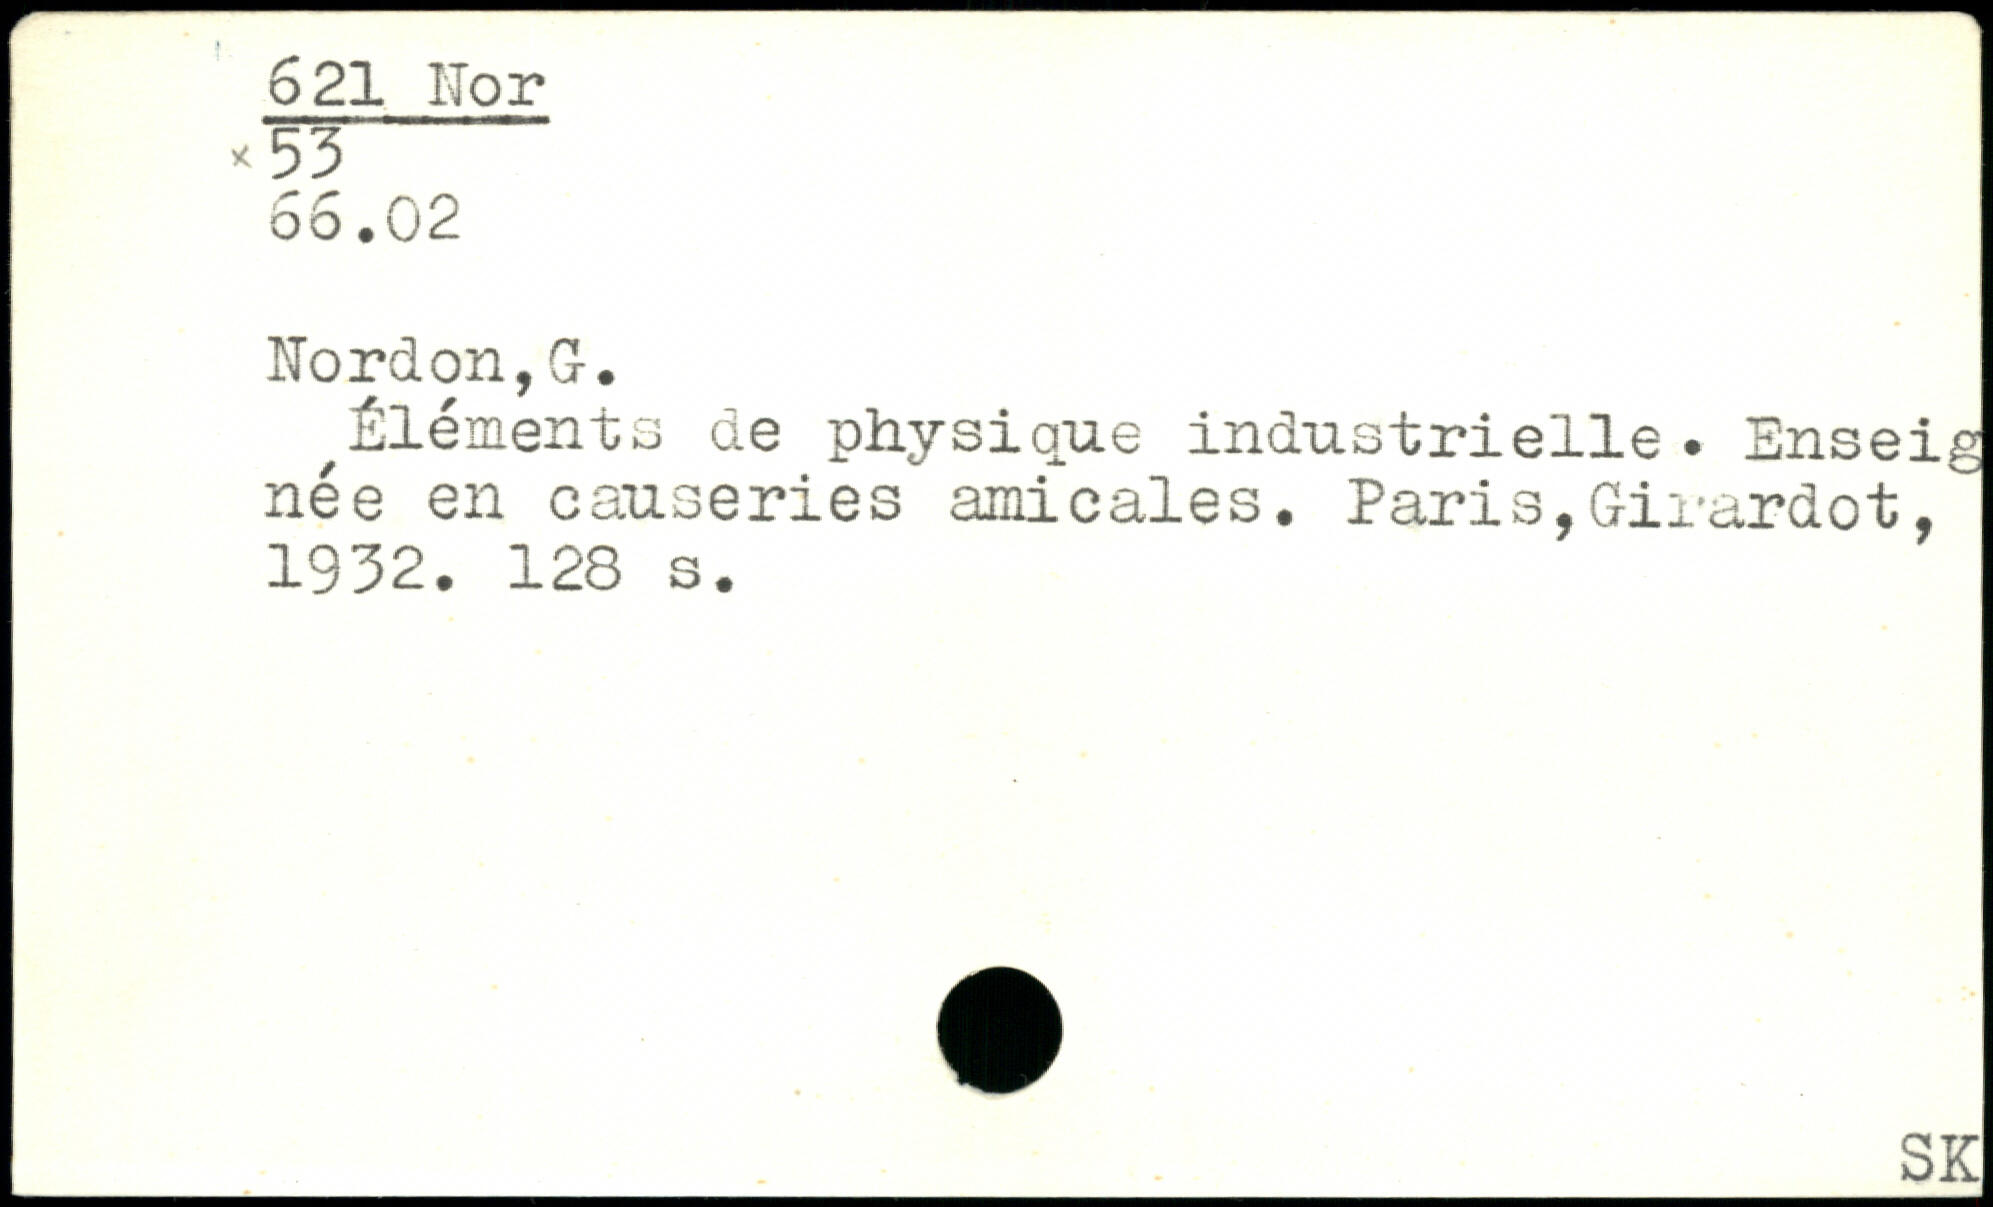 621 Nor
× 53
66.02
Nordon,G.
Éléments de physique industrielle. Enseig
née en causeries amicales. Paris,Girardot,
1932. 128 s.
SK